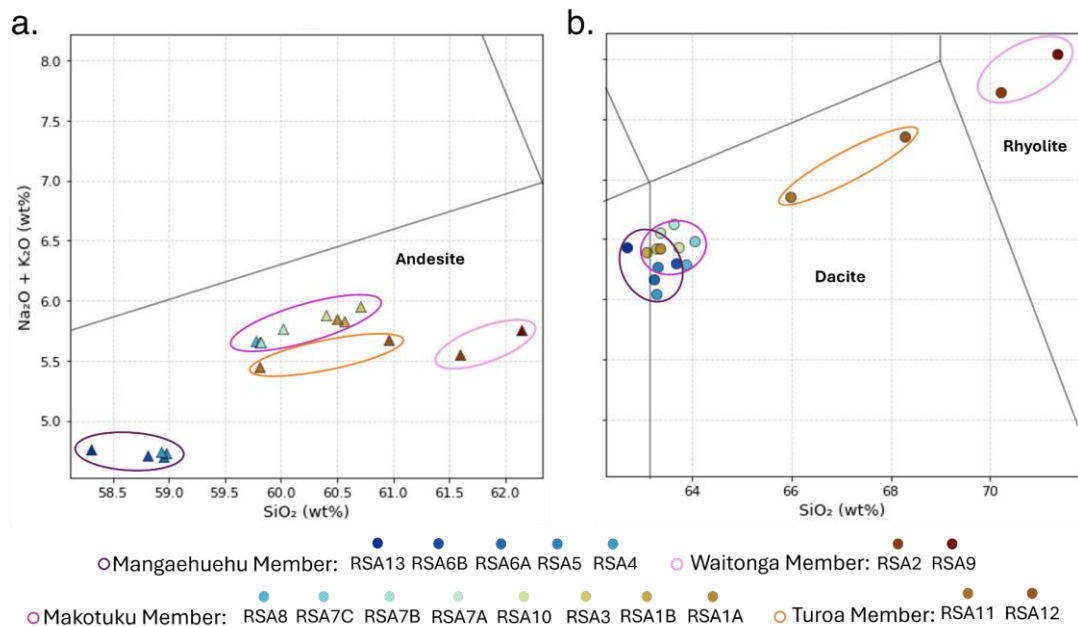 a.
b.
8.0
7.5
7.0
6.5
6.0
5.5
5.0
Na₂O + K₂O (wt%)
Andesite
58.5 59.0 59.5 60.0 60.5 61.0 61.5 62.0
SiO₂ (wt%)
Rhyolite
Dacite
64 66 68 70
SiO₂ (wt%)
Mangaehuehu Member: RSA13 RSA6B RSA6A RSA5 RSA4
Waitonga Member: RSA2 RSA9
Makotuku Member: RSA8 RSA7C RSA7B RSA7A RSA10 RSA3 RSA1B RSA1A
Turoa Member: RSA11 RSA12